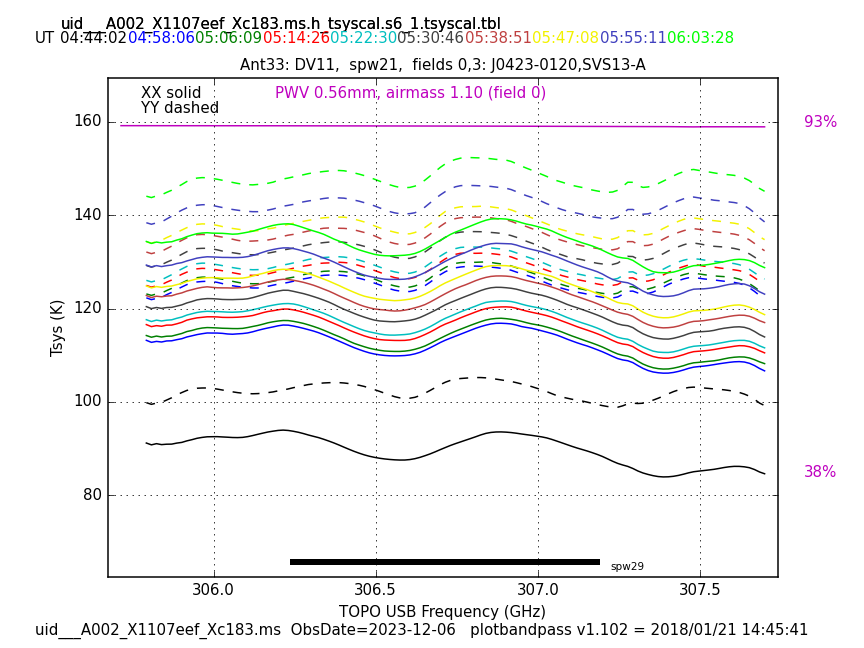 uid___A002_X1107eef_Xc183.ms.h_tsyscal.s6_1.tsyscal.tbl
UT 04:44:02 04:58:06 05:06:09 05:14:26 05:22:30 05:30:46 05:38:51 05:47:08 05:55:11 06:03:28
Ant33: DV11,  spw21,  fields 0,3: J0423-0120,SVS13-A
XX solid
PWV 0.56mm, airmass 1.10 (field 0)
YY dashed
160
93%
140
120
Tsys (K)
100
38%
80
spw29
306.0 306.5 307.0 307.5
TOPO USB Frequency (GHz)
uid___A002_X1107eef_Xc183.ms  ObsDate=2023-12-06   plotbandpass v1.102 = 2018/01/21 14:45:41